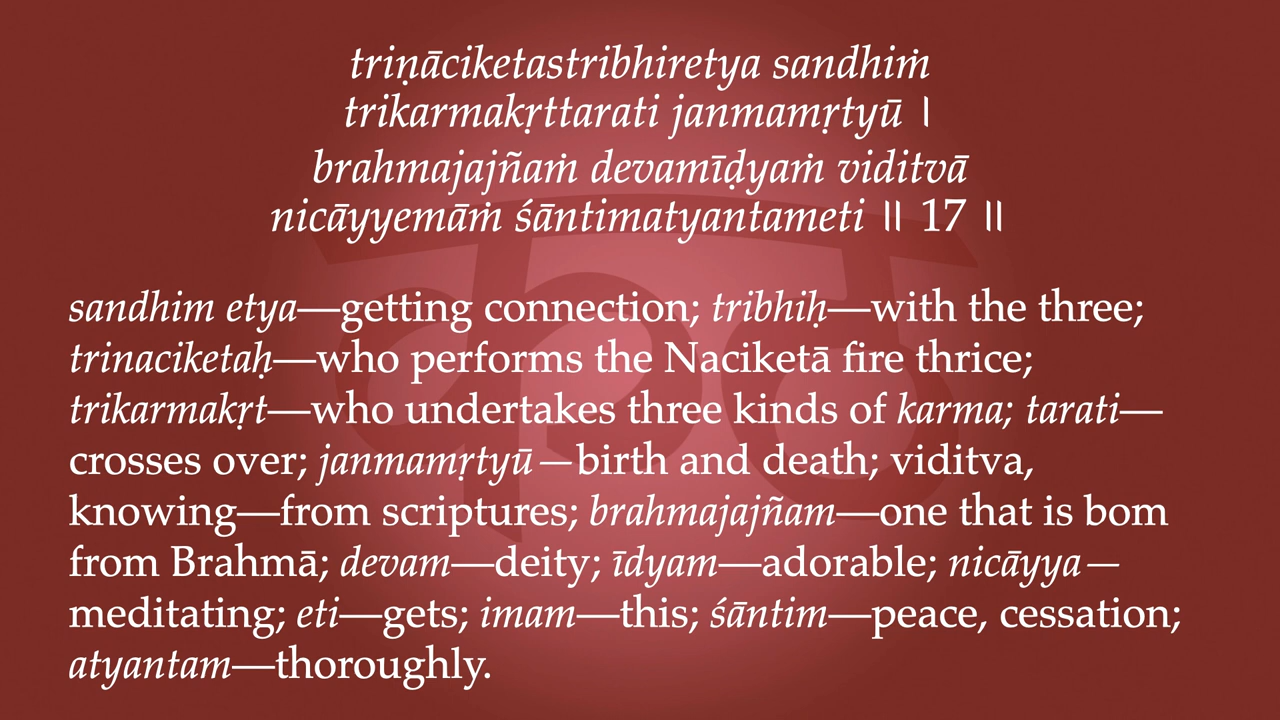 triṇāciketastribhiretya sandhiṁ
trikarmakṛttarati janmamṛtyū ।
brahmajajñaṁ devamīḍyaṁ viditvā
nicāyyemāṁ śāntimatyantameti ॥ 17 ॥
sandhim etya—getting connection; tribhiḥ—with the three;
trinaciketaḥ—who performs the Naciketā fire thrice;
trikarmakṛt—who undertakes three kinds of karma; tarati—
crosses over; janmamṛtyū—birth and death; viditva,
knowing—from scriptures; brahmajajñam—one that is bom
from Brahmā; devam—deity; īdyam—adorable; nicāyya—
meditating; eti—gets; imam—this; śāntim—peace, cessation;
atyantam—thoroughly.
कठ